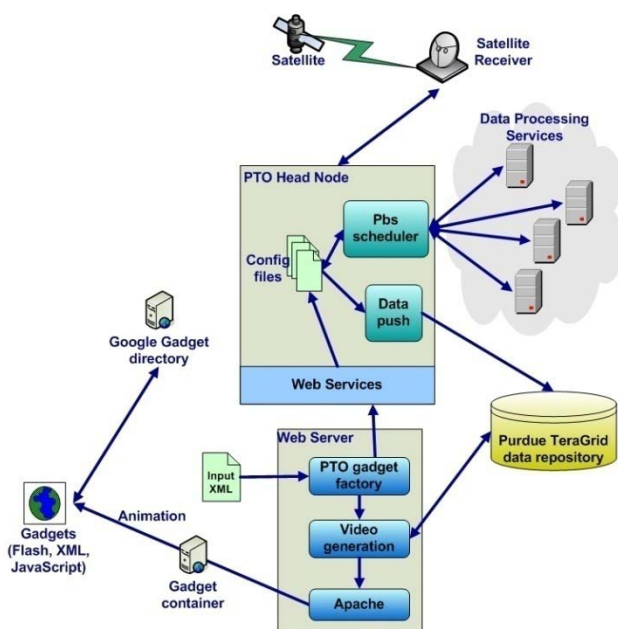 Satellite
Satellite
Receiver
Data Processing
Services
PTO Head Node
Pbs
scheduler
Config
files
Data
push
Google Gadget
directory
Web Services
Web Server
Purdue TeraGrid
data repository
Input
XML
PTO gadget
factory
Animation
Video
generation
Gadgets
(Flash, XML,
JavaScript)
Gadget
container
Apache